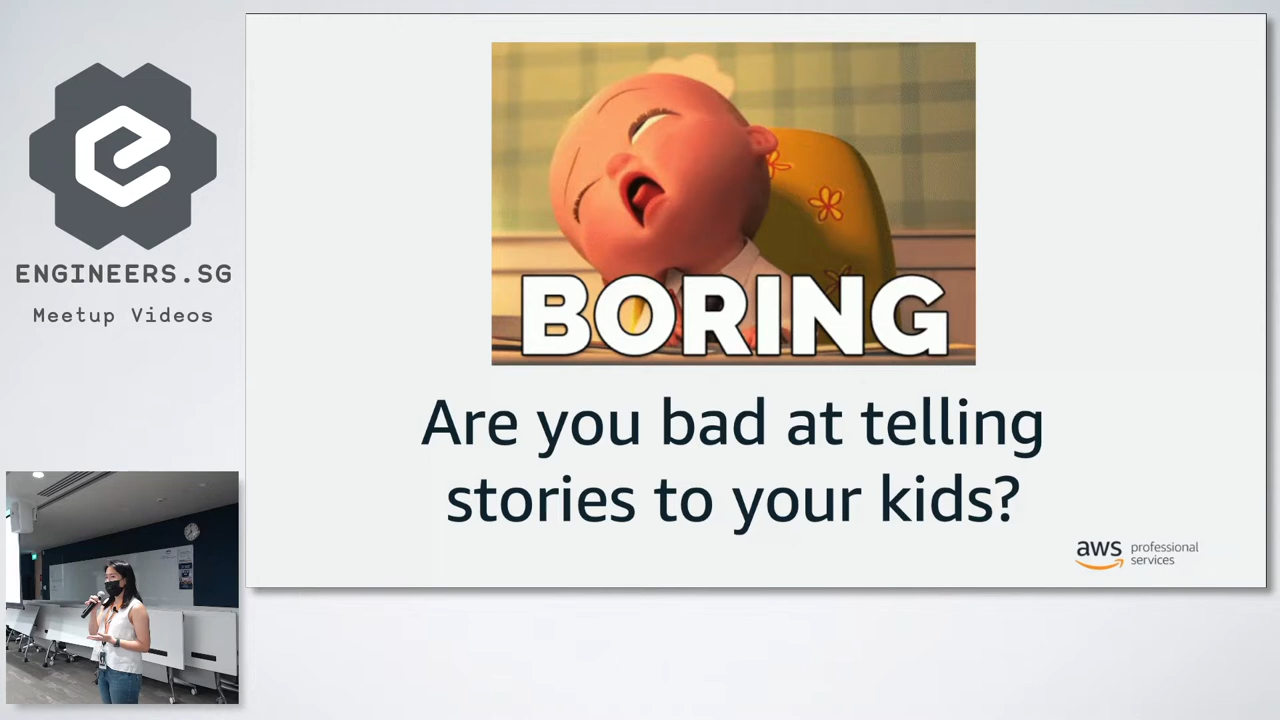 ENGINEERS.SG
Meetup Videos
BORING
Are you bad at telling
stories to your kids?
aws professional
services